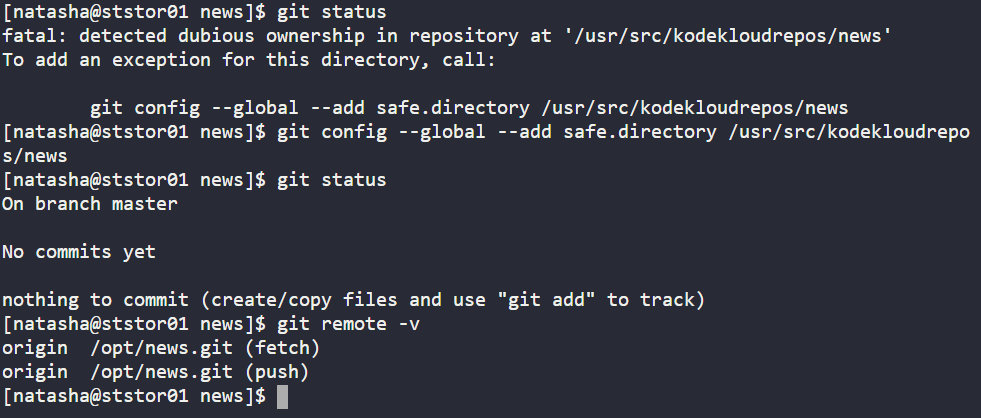 [natasha@ststor01 news]$ git status
fatal: detected dubious ownership in repository at '/usr/src/kodekloudrepos/news'
To add an exception for this directory, call:
        git config --global --add safe.directory /usr/src/kodekloudrepos/news
[natasha@ststor01 news]$ git config --global --add safe.directory /usr/src/kodekloudrepo
s/news
[natasha@ststor01 news]$ git status
On branch master
No commits yet
nothing to commit (create/copy files and use "git add" to track)
[natasha@ststor01 news]$ git remote -v
origin  /opt/news.git (fetch)
origin  /opt/news.git (push)
[natasha@ststor01 news]$